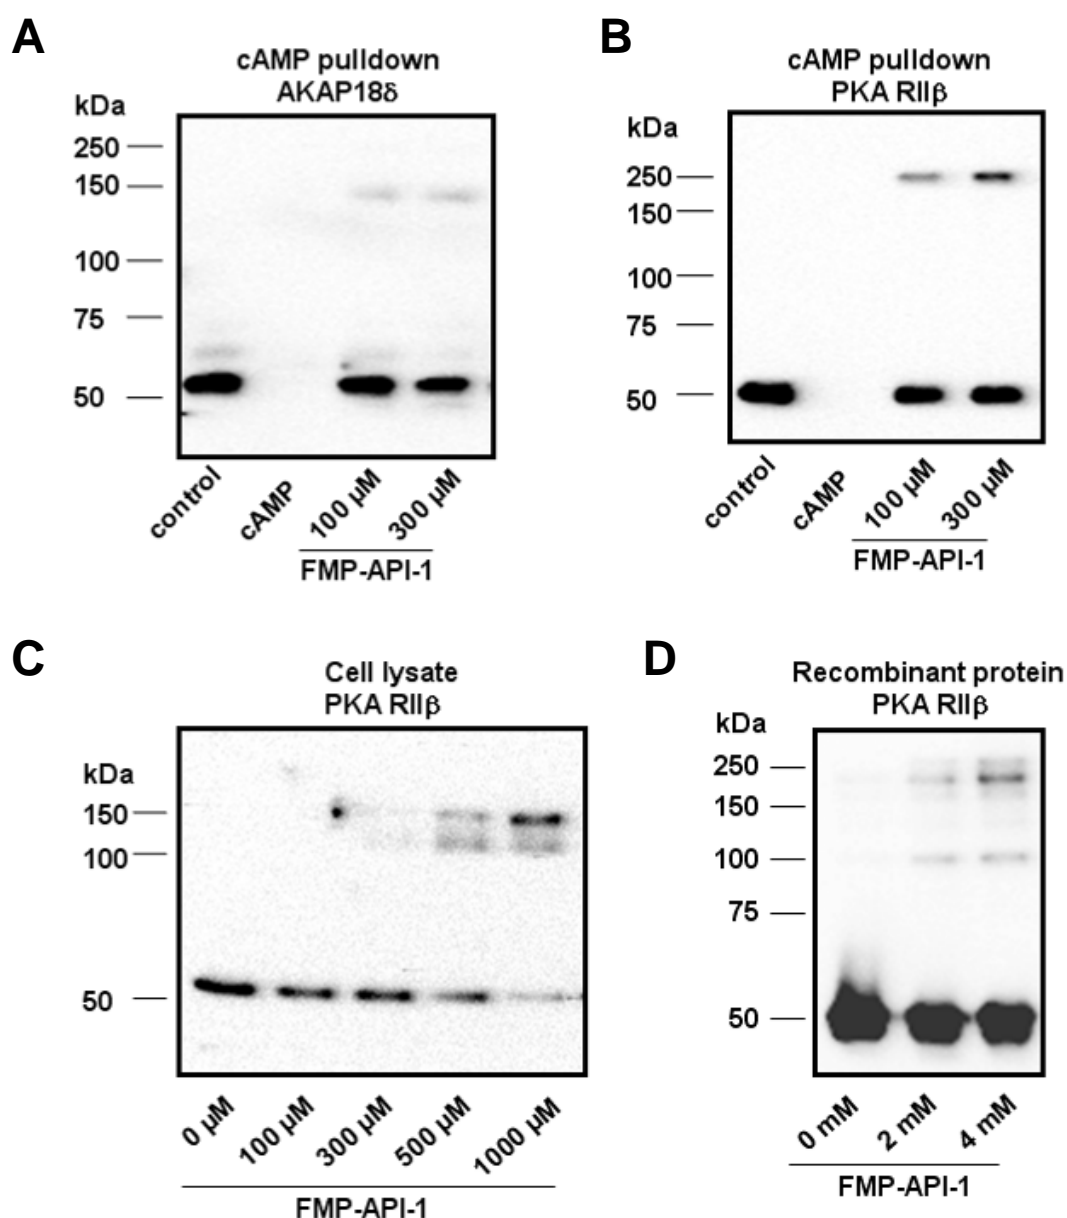 A
cAMP pulldown
AKAP18δ
kDa
250
150
100
75
50
control
cAMP
100 µM
300 µM
FMP-API-1
B
cAMP pulldown
PKA RIIβ
kDa
250
150
100
75
50
control
cAMP
100 µM
300 µM
FMP-API-1
C
Cell lysate
PKA RIIβ
kDa
150
100
50
0 µM
100 µM
300 µM
500 µM
1000 µM
FMP-API-1
D
Recombinant protein
PKA RIIβ
kDa
250
150
100
75
50
0 mM
2 mM
4 mM
FMP-API-1